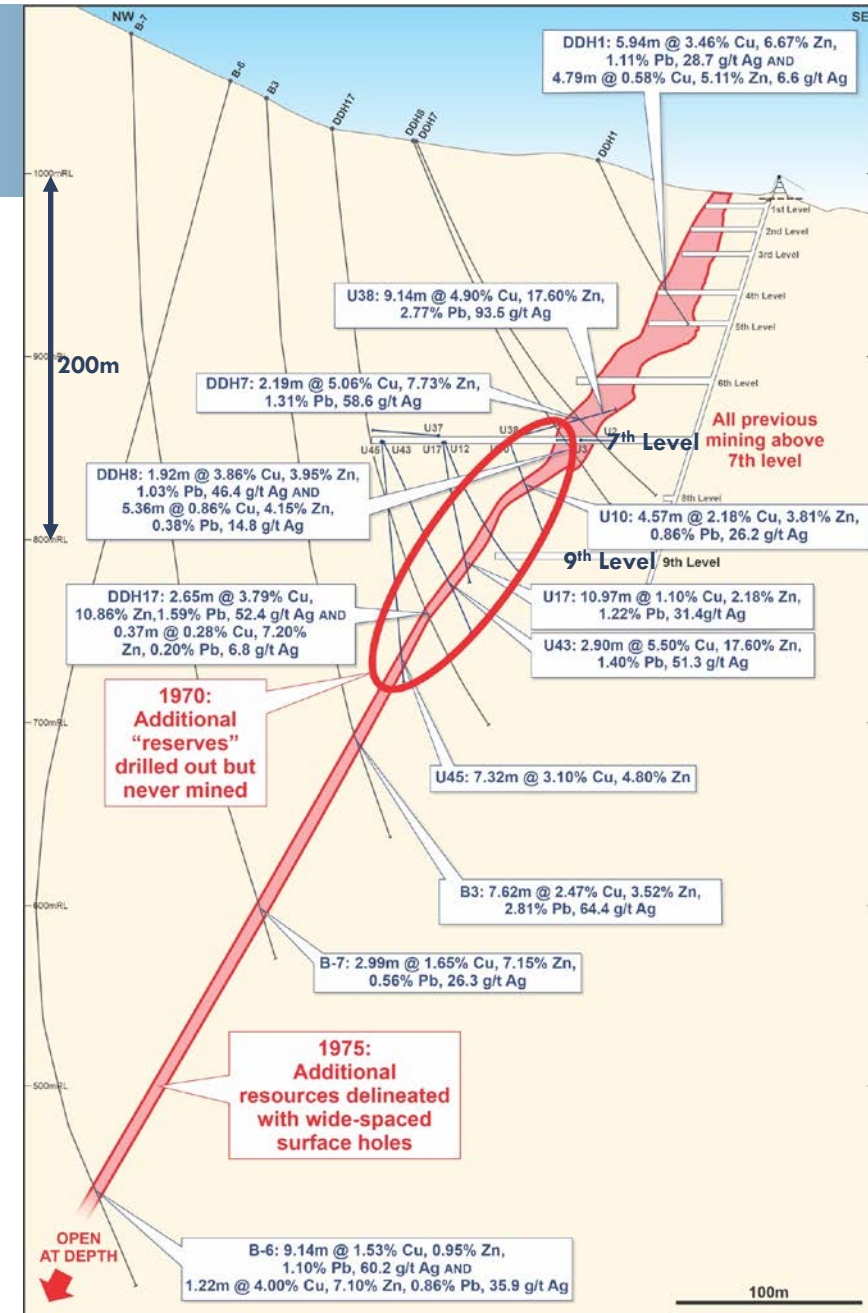 NW
SE
B-7
B-6
B3
DDH17
DDH8
DDH7
DDH1
DDH1: 5.94m @ 3.46% Cu, 6.67% Zn,
1.11% Pb, 28.7 g/t Ag AND
4.79m @ 0.58% Cu, 5.11% Zn, 6.6 g/t Ag
1000mRL
1st Level
2nd Level
3rd Level
4th Level
5th Level
6th Level
U38: 9.14m @ 4.90% Cu, 17.60% Zn,
2.77% Pb, 93.5 g/t Ag
900mRL
200m
DDH7: 2.19m @ 5.06% Cu, 7.73% Zn,
1.31% Pb, 58.6 g/t Ag
All previous
mining above
7th level
U37
U38
U2
7th Level
U45
U43
U17
U12
U3
DDH8: 1.92m @ 3.86% Cu, 3.95% Zn,
1.03% Pb, 46.4 g/t Ag AND
5.36m @ 0.86% Cu, 4.15% Zn,
0.38% Pb, 14.8 g/t Ag
8th Level
U10: 4.57m @ 2.18% Cu, 3.81% Zn,
0.86% Pb, 26.2 g/t Ag
800mRL
9th Level
9th Level
DDH17: 2.65m @ 3.79% Cu,
10.86% Zn,1.59% Pb, 52.4 g/t Ag AND
0.37m @ 0.28% Cu, 7.20%
Zn, 0.20% Pb, 6.8 g/t Ag
U17: 10.97m @ 1.10% Cu, 2.18% Zn,
1.22% Pb, 31.4g/t Ag
U43: 2.90m @ 5.50% Cu, 17.60% Zn,
1.40% Pb, 51.3 g/t Ag
1970:
Additional
“reserves”
drilled out but
never mined
700mRL
U45: 7.32m @ 3.10% Cu, 4.80% Zn
B3: 7.62m @ 2.47% Cu, 3.52% Zn,
2.81% Pb, 64.4 g/t Ag
600mRL
B-7: 2.99m @ 1.65% Cu, 7.15% Zn,
0.56% Pb, 26.3 g/t Ag
1975:
Additional
resources delineated
with wide-spaced
surface holes
500mRL
OPEN
AT DEPTH
B-6: 9.14m @ 1.53% Cu, 0.95% Zn,
1.10% Pb, 60.2 g/t Ag AND
1.22m @ 4.00% Cu, 7.10% Zn, 0.86% Pb, 35.9 g/t Ag
100m